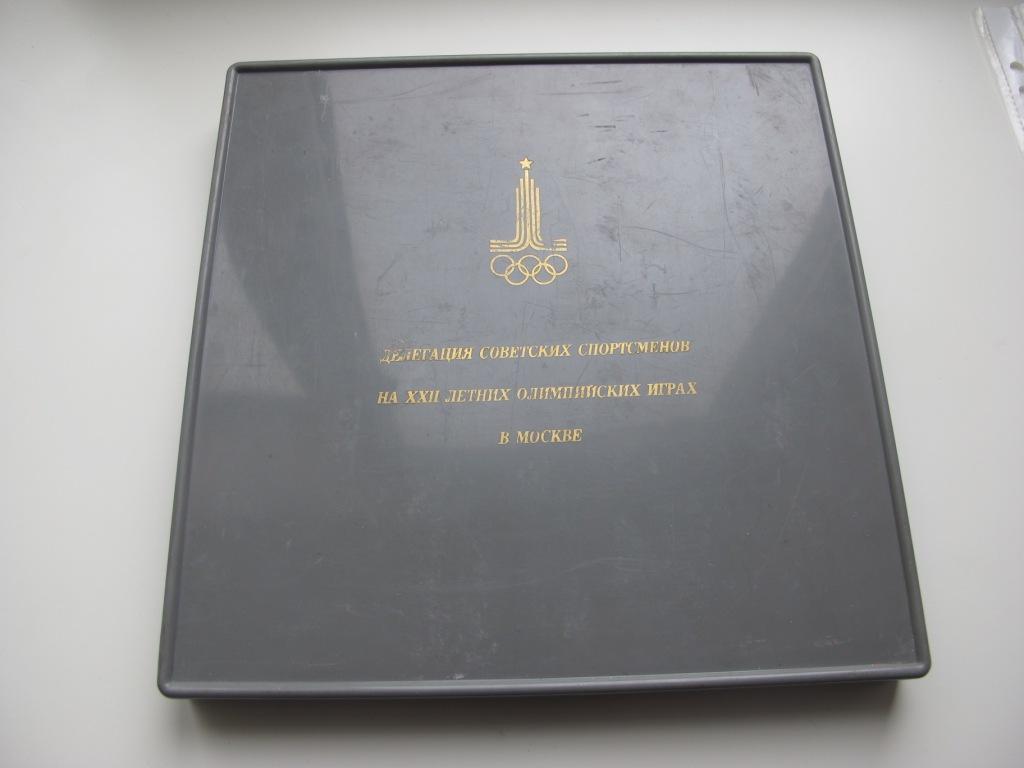 ДЕЛЕГАЦИЯ СОВЕТСКИХ СПОРТСМЕНОВ
НА XXII ЛЕТНИХ ОЛИМПИЙСКИХ ИГРАХ
В МОСКВЕ